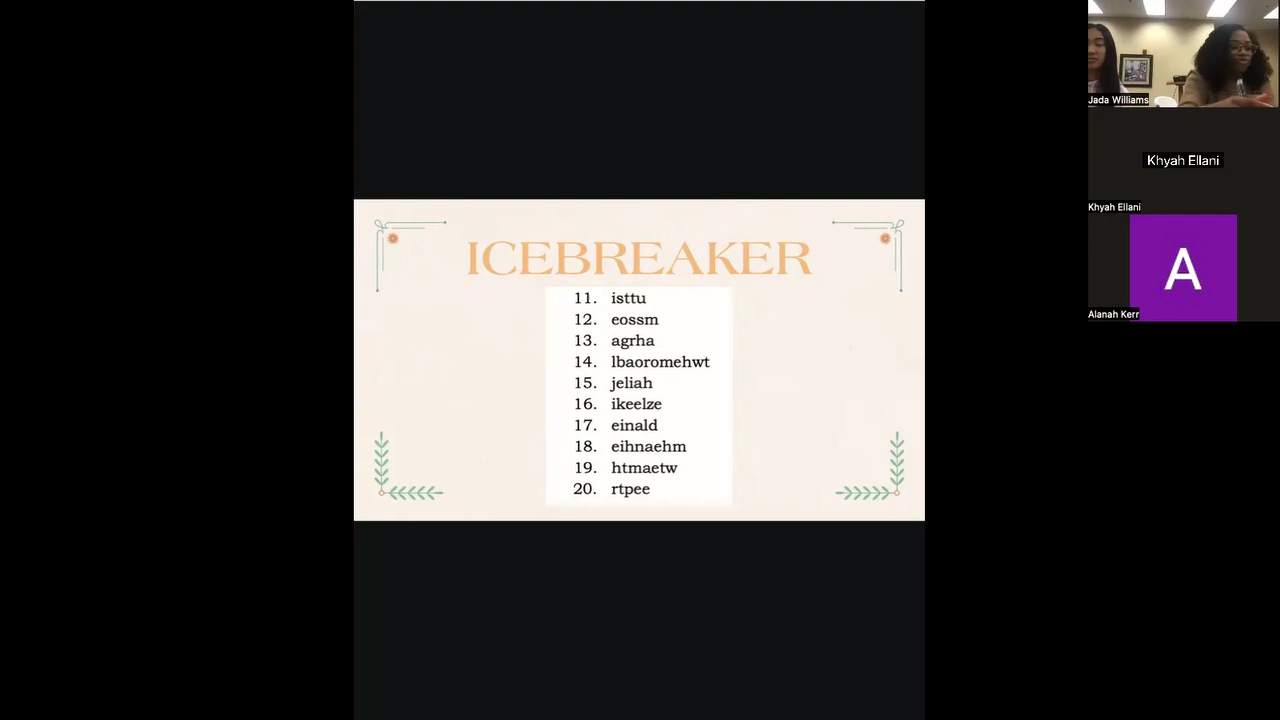 ICEBREAKER
11. isttu
12. eossm
13. agrha
14. lbaoromehwt
15. jeliah
16. ikeelze
17. einald
18. eihnaehm
19. htmaetw
20. rtpee
Jada Williams
Khyah Ellani
Khyah Ellani
A
Alanah Kerr